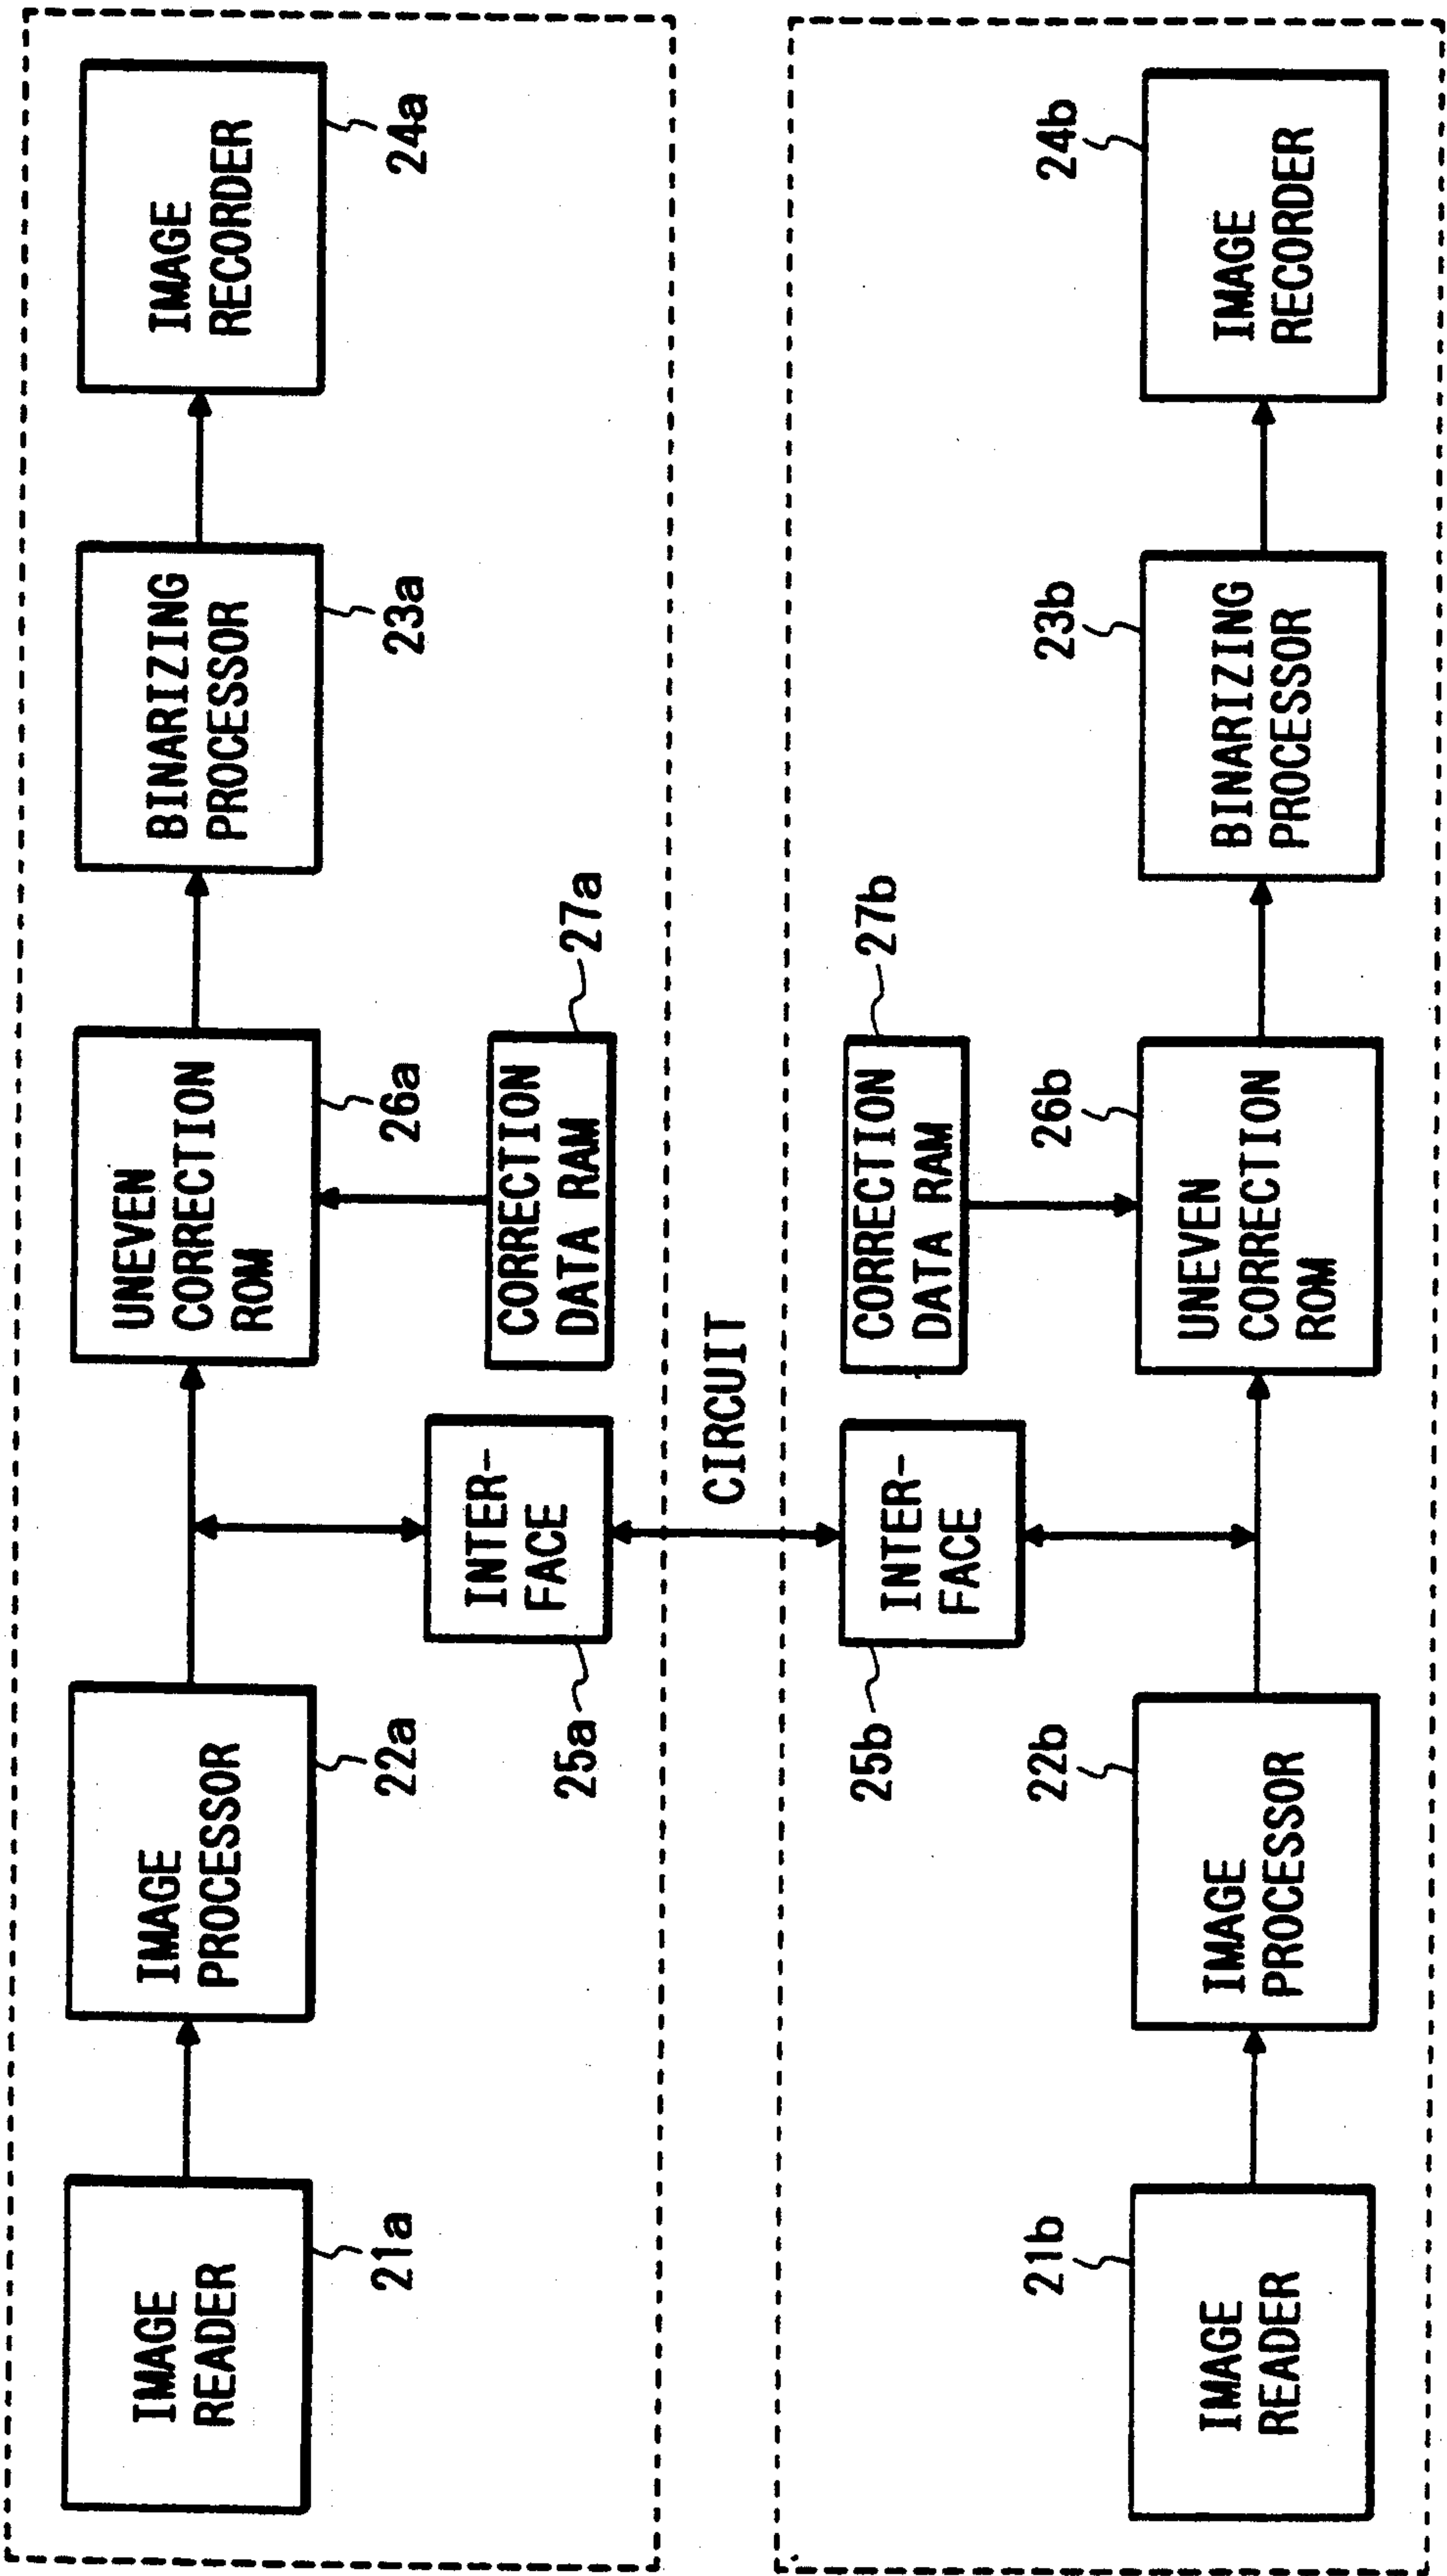 IMAGE
READER
21a
IMAGE
PROCESSOR
22a
UNEVEN
CORRECTION
ROM
26a
BINARIZING
PROCESSOR
23a
IMAGE
RECORDER
24a
INTER-
FACE
25a
CORRECTION
DATA RAM
27a
CIRCUIT
INTER-
FACE
25b
CORRECTION
DATA RAM
27b
IMAGE
READER
21b
IMAGE
PROCESSOR
22b
UNEVEN
CORRECTION
ROM
26b
BINARIZING
PROCESSOR
23b
IMAGE
RECORDER
24b